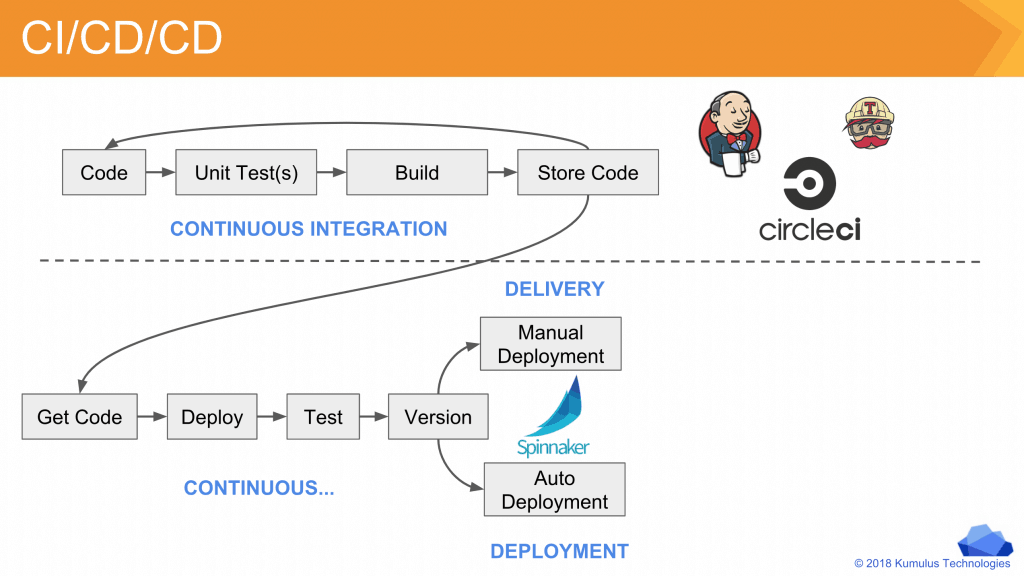 CI/CD/CD
Code
Unit Test(s)
Build
Store Code
T
circleci
CONTINUOUS INTEGRATION
DELIVERY
Manual
Deployment
Get Code
Deploy
Test
Version
Spinnaker
CONTINUOUS...
Auto
Deployment
DEPLOYMENT
© 2018 Kumulus Technologies